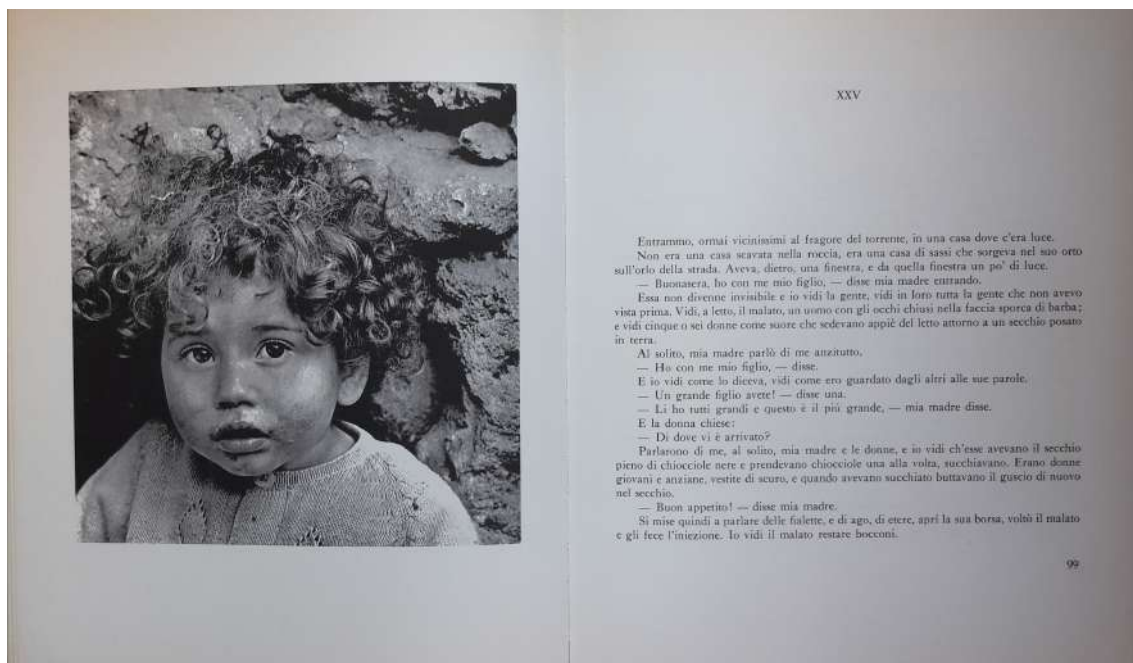 XXV
Entrammo, ormai vicinissimi al fragore del torrente, in una casa dove c'era luce.
Non era una casa scavata nella roccia, era una casa di sassi che sorgeva nel suo orto
sull'orlo della strada. Aveva, dietro, una finestra, e da quella finestra un po' di luce.
— Buonasera, ho con me mio figlio, — disse mia madre entrando.
Essa non divenne invisibile e io vidi la gente, vidi in loro tutta la gente che non avevo
vista prima. Vidi, a letto, il malato, un uomo con gli occhi chiusi nella faccia sporca di barba;
e vidi cinque o sei donne come suore che sedevano appiè del letto attorno a un secchio posato
in terra.
Al solito, mia madre parlò di me anzitutto.
— Ho con me mio figlio, — disse.
E io vidi come lo diceva, vidi come ero guardato dagli altri alle sue parole.
— Un grande figlio avete! — disse una.
— Li ho tutti grandi e questo è il più grande, — mia madre disse.
E la donna chiese:
— Di dove vi è arrivato?
Parlarono di me, al solito, mia madre e le donne, e io vidi ch'esse avevano il secchio
pieno di chiocciole nere e prendevano chiocciole una alla volta, succhiavano. Erano donne
giovani e anziane, vestite di scuro, e quando avevano succhiato buttavano il guscio di nuovo
nel secchio.
— Buon appetito! — disse mia madre.
Si mise quindi a parlare delle fialette, e di ago, di etere, aprì la sua borsa, voltò il malato
e gli fece l'iniezione. Io vidi il malato restare bocconi.
99